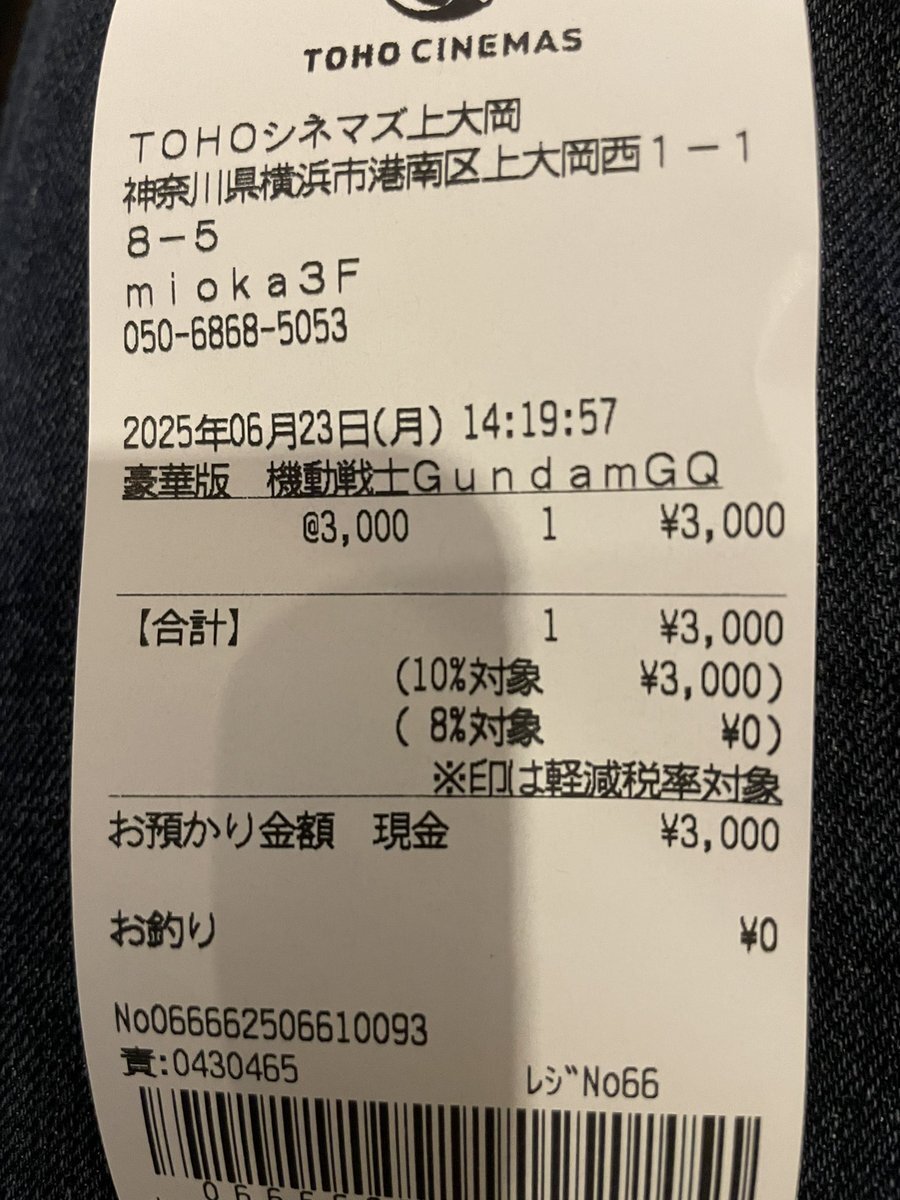 TOHO CINEMAS
TOHOシネマズ上大岡
神奈川県横浜市港南区上大岡西1-1
8-5
mioka3F
050-6868-5053
2025年06月23日(月) 14:19:57
豪華版 機動戦士GundamGQ
@3,000 1 ¥3,000
【合計】 1 ¥3,000
(10%対象 ¥3,000)
( 8%対象 ¥0)
※印は軽減税率対象
お預かり金額 現金 ¥3,000
お釣り ¥0
No066662506610093
責:0430465 レジNo66